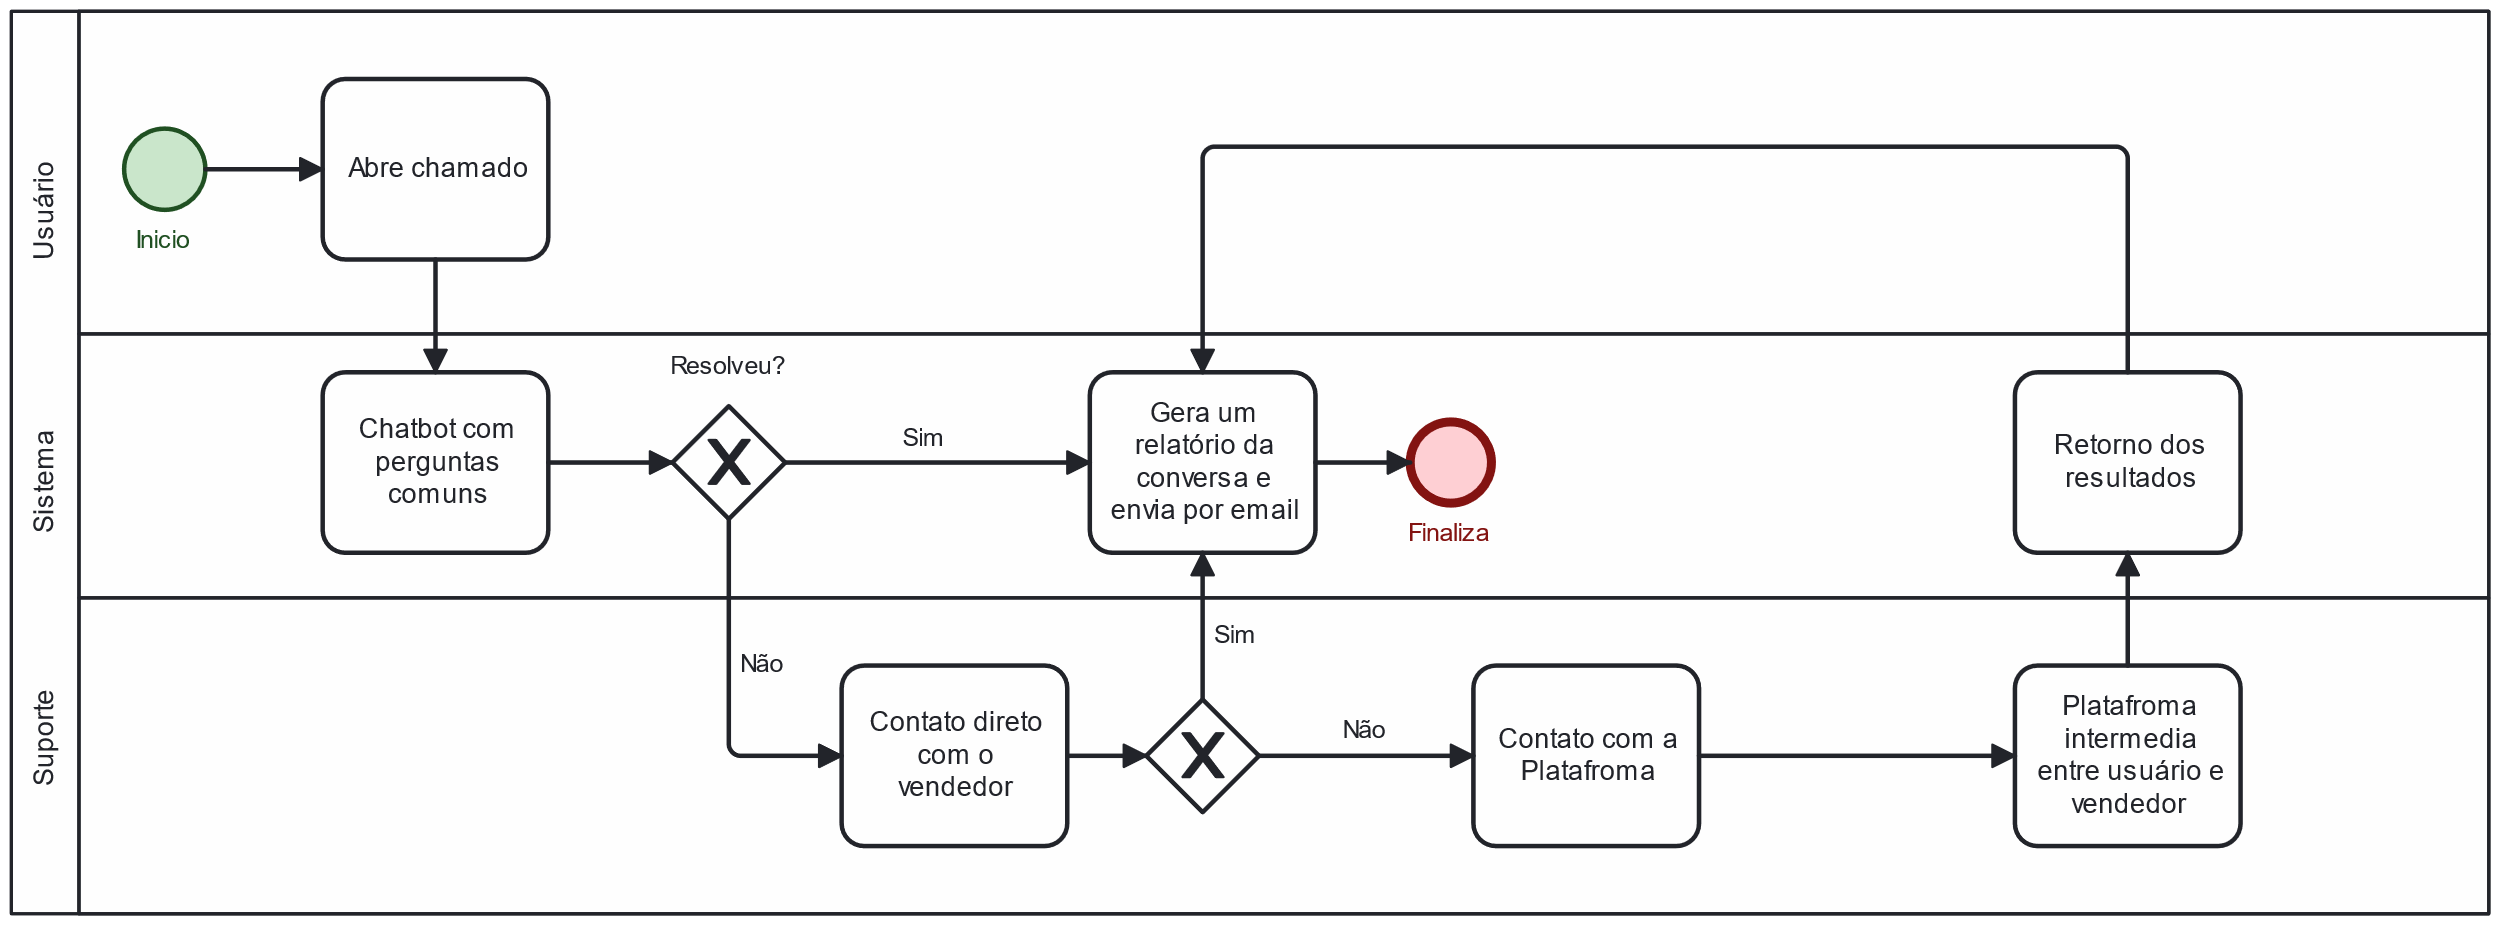 Usuário
Inicio
Abre chamado
Sistema
Chatbot com
perguntas
comuns
Resolveu?
Sim
Não
Gera um
relatório da
conversa e
envia por email
Finaliza
Retorno dos
resultados
Suporte
Contato direto
com o
vendedor
Sim
Não
Contato com a
Platafroma
Platafroma
intermedia
entre usuário e
vendedor